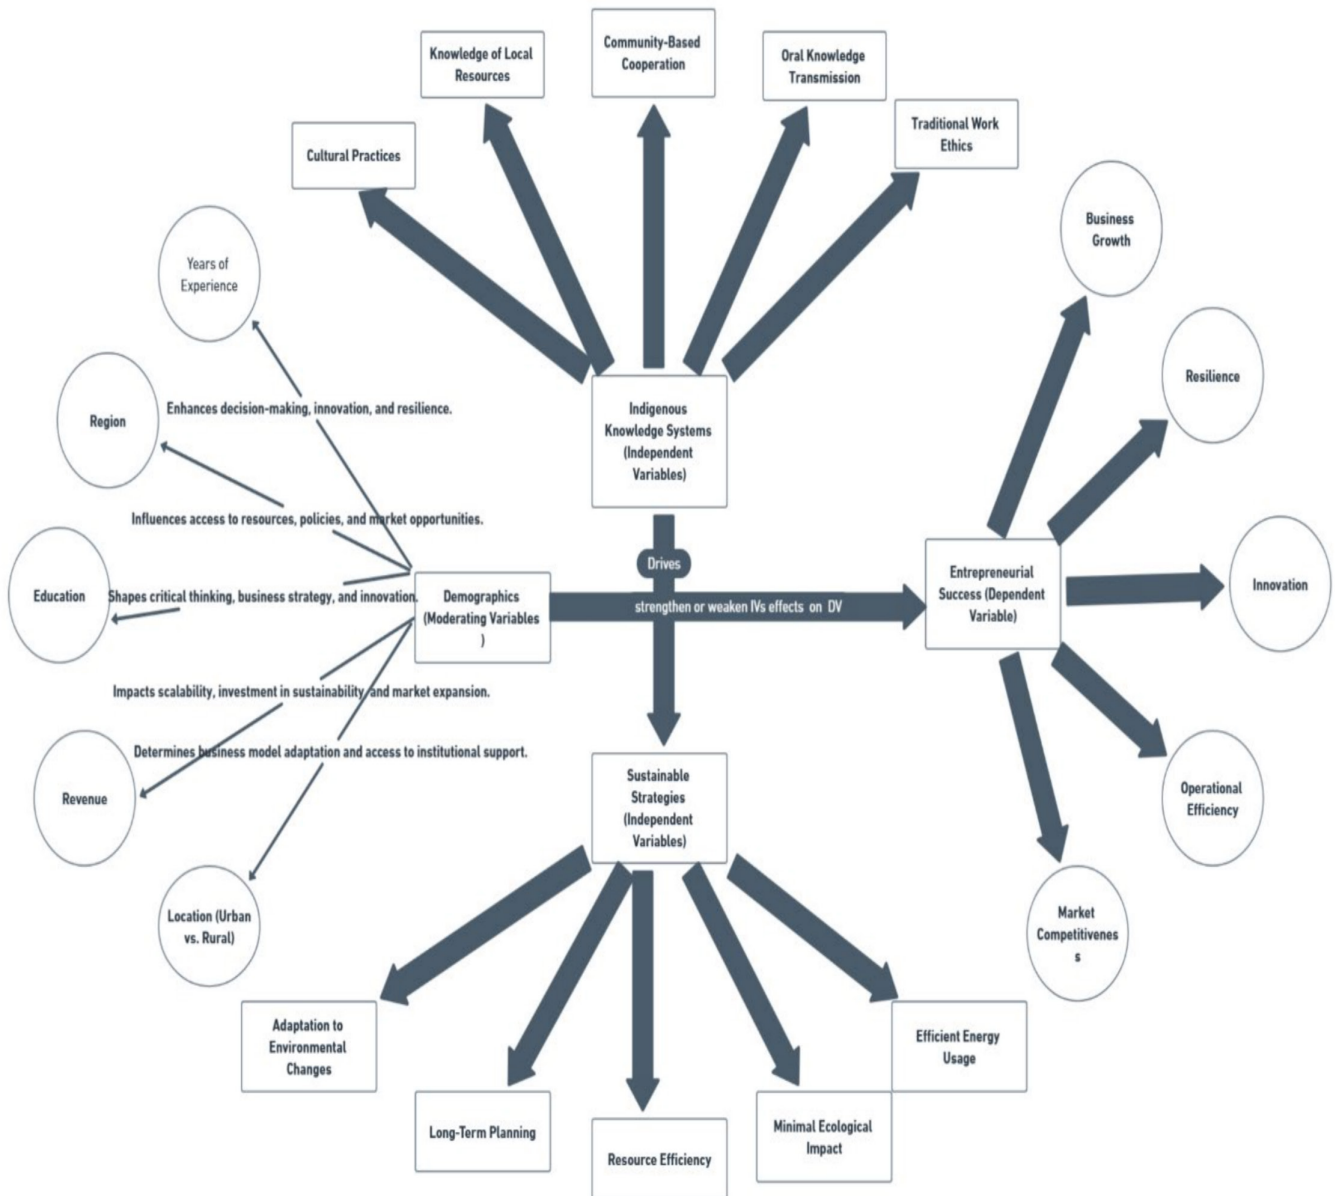 Knowledge of Local
Resources
Community-Based
Cooperation
Oral Knowledge
Transmission
Traditional Work
Ethics
Cultural Practices
Business
Growth
Years of
Experience
Resilience
Region
Enhances decision-making, innovation, and resilience.
Indigenous
Knowledge Systems
(Independent
Variables)
Influences access to resources, policies, and market opportunities.
Drives
Education
Shapes critical thinking, business strategy, and innovation.
Demographics
(Moderating Variables
)
strengthen or weaken IVs effects on DV
Entrepreneurial
Success (Dependent
Variable)
Innovation
Impacts scalability, investment in sustainability, and market expansion.
Determines business model adaptation and access to institutional support.
Revenue
Sustainable
Strategies
(Independent
Variables)
Operational
Efficiency
Location (Urban
vs. Rural)
Market
Competitivenes
s
Adaptation to
Environmental
Changes
Efficient Energy
Usage
Long-Term Planning
Resource Efficiency
Minimal Ecological
Impact